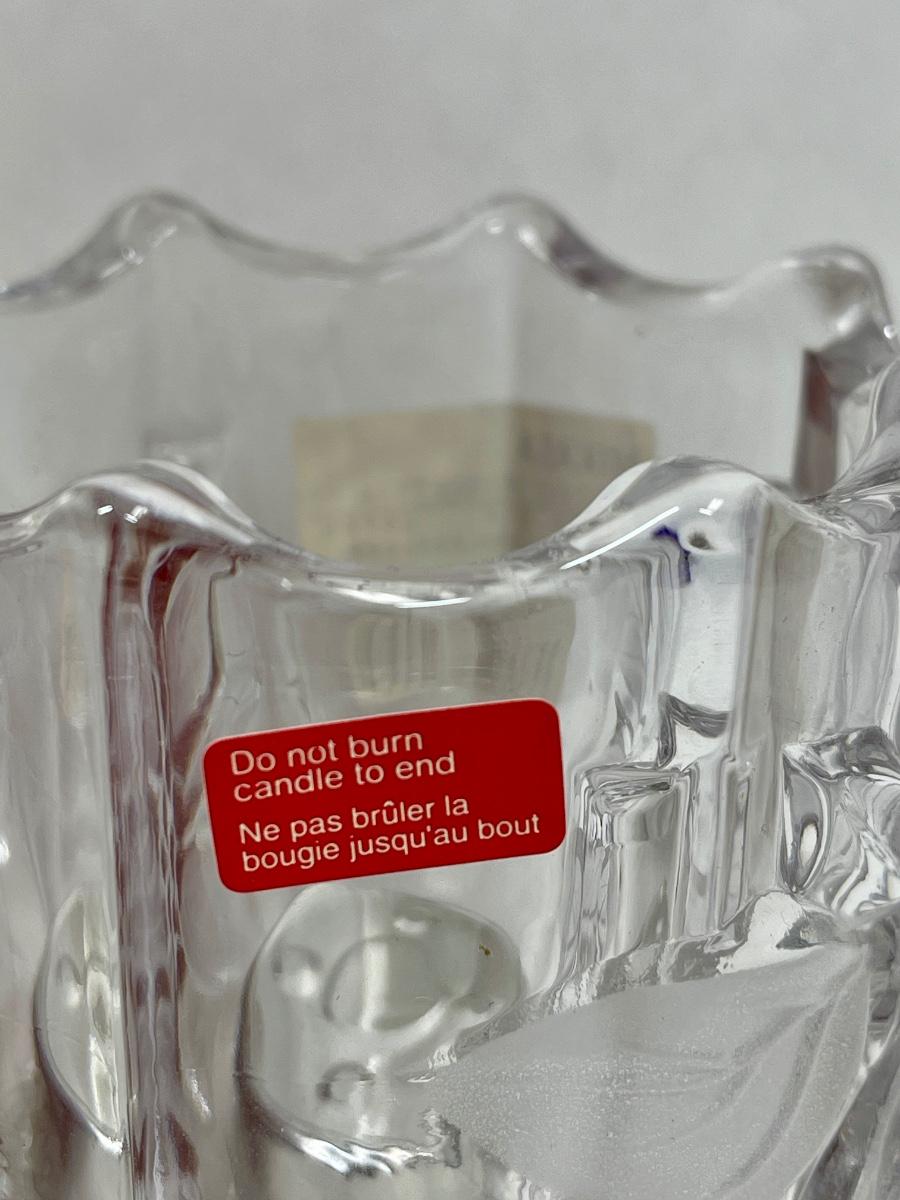 Do not burn
candle to end
Ne pas brûler la
bougie jusqu'au bout